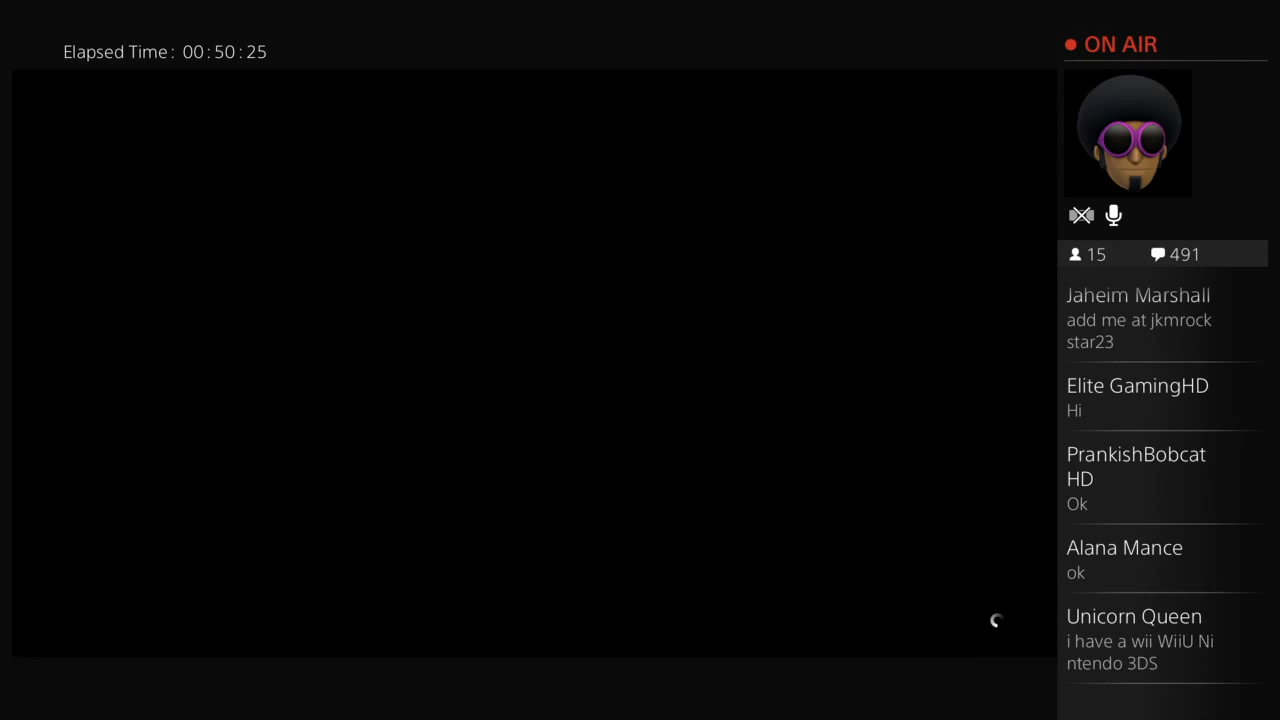 Elapsed Time: 00:50:25
ON AIR
15 491
Jaheim Marshall
add me at jkmrock
star23
Elite GamingHD
Hi
PrankishBobcat
HD
Ok
Alana Mance
ok
Unicorn Queen
i have a wii WiiU Ni
ntendo 3DS